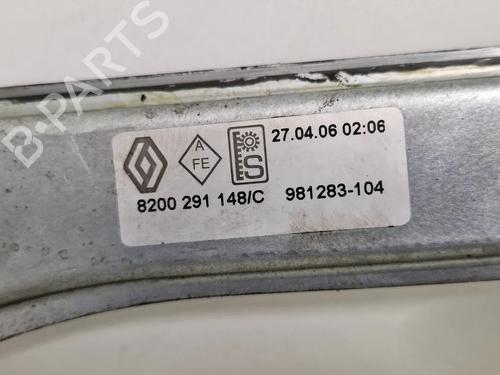 B-PARTS
A
FE
S
27.04.06 02:06
8200 291 148/C 981283-104